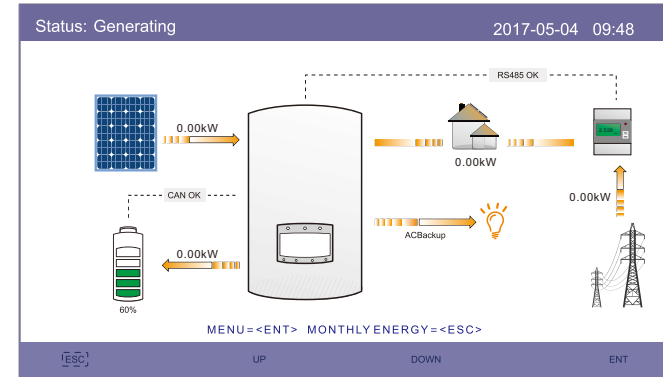 Status: Generating
2017-05-04 09:48
RS485 OK
0.00kW
0.00kW
CAN OK
0.00kW
0.00kW
ACBackup
60%
MENU=<ENT> MONTHLY ENERGY=<ESC>
ESC UP DOWN ENT